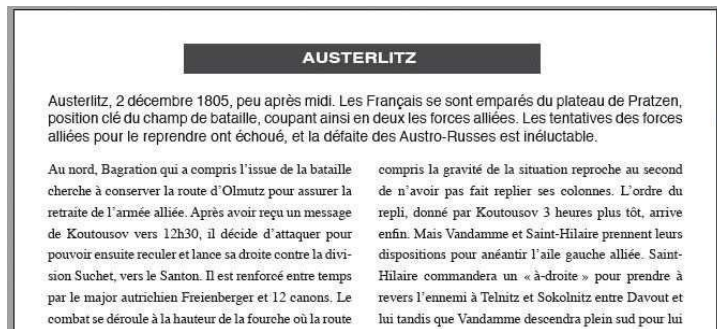 AUSTERLITZ
Austerlitz, 2 décembre 1805, peu après midi. Les Français se sont emparés du plateau de Pratzen,
position clé du champ de bataille, coupant ainsi en deux les forces alliées. Les tentatives des forces
alliées pour le reprendre ont échoué, et la défaite des Austro-Russes est inéluctable.
Au nord, Bagration qui a compris l'issue de la bataille
cherche à conserver la route d'Olmutz pour assurer la
retraite de l'armée alliée. Après avoir reçu un message
de Koutousov vers 12h30, il décide d'attaquer pour
pouvoir ensuite reculer et lance sa droite contre la divi-
sion Suchet, vers le Santon. Il est renforcé entre temps
par le major autrichien Freienberger et 12 canons. Le
combat se déroule à la hauteur de la fourche où la route
compris la gravité de la situation reproche au second
de n'avoir pas fait replier ses colonnes. L'ordre du
repli, donné par Koutousov 3 heures plus tôt, arrive
enfin. Mais Vandamme et Saint-Hilaire prennent leurs
dispositions pour anéantir l'aile gauche alliée. Saint-
Hilaire commandera un « à-droite » pour prendre à
revers l'ennemi à Telnitz et Sokolnitz entre Davout et
lui tandis que Vandamme descendra plein sud pour lui